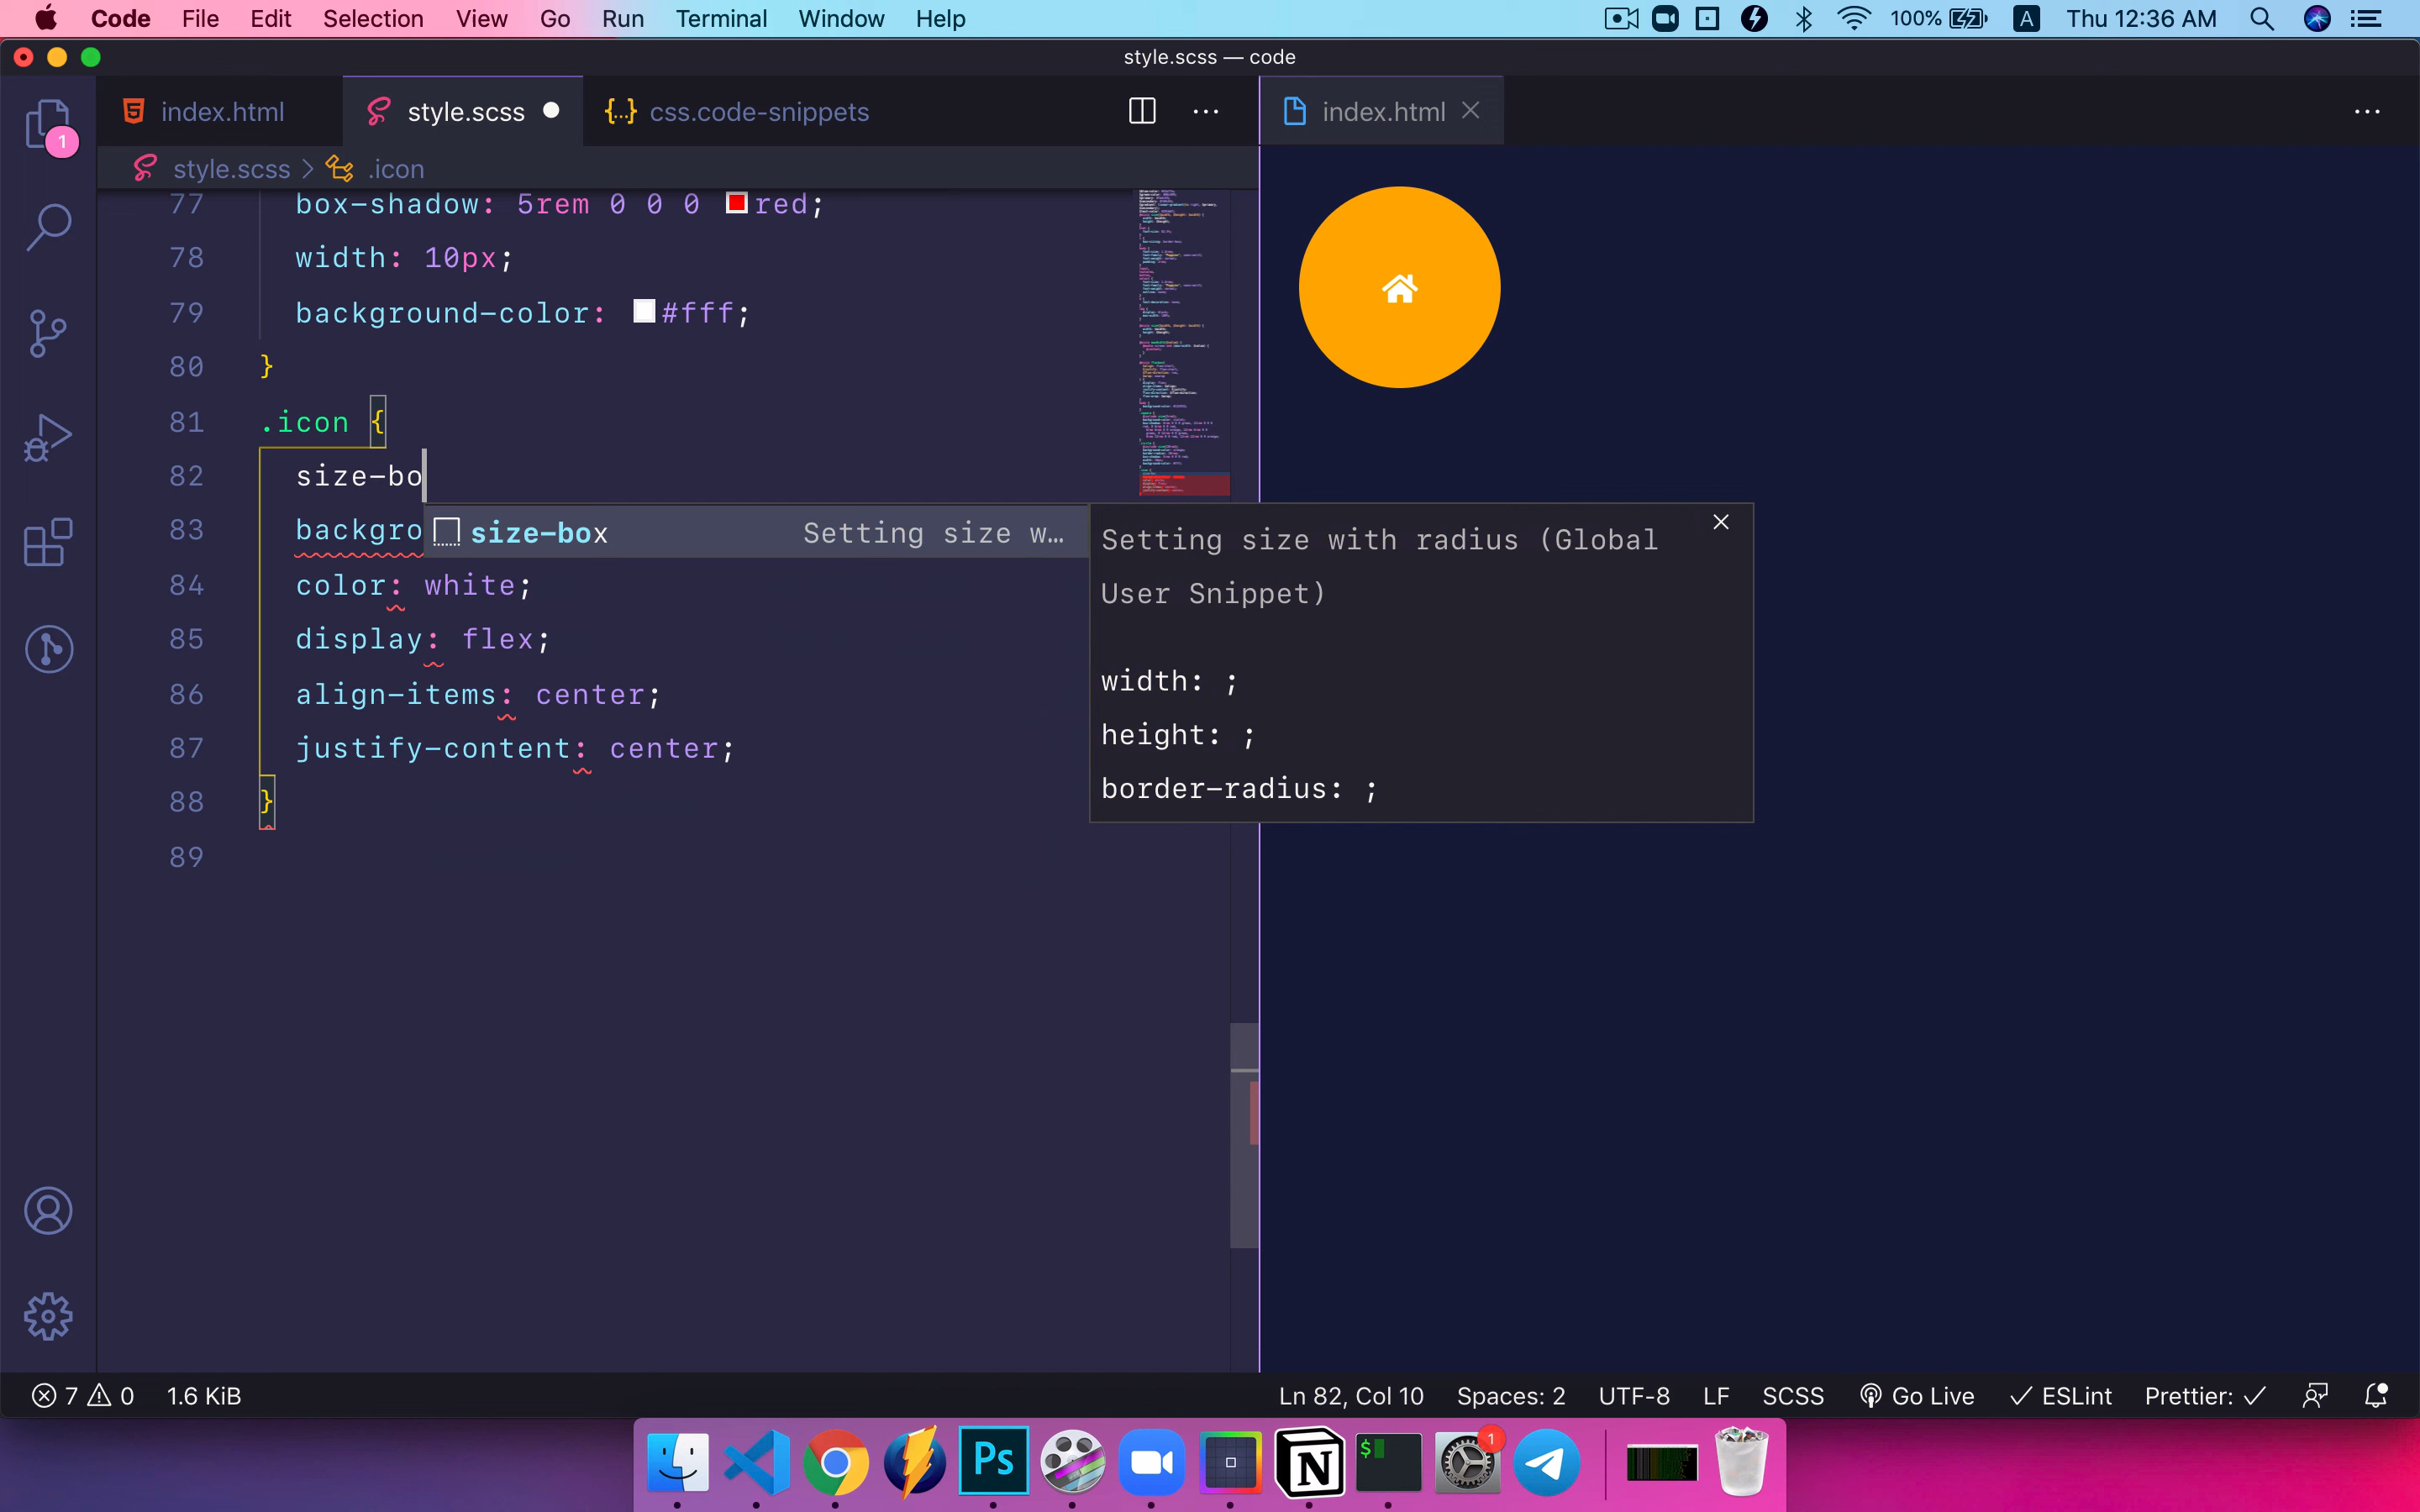 Code File Edit Selection View Go Run Terminal Window Help
100% A Thu 12:36 AM
style.scss — code
index.html style.scss css.code-snippets index.html
style.scss > .icon
1
77 box-shadow: 5rem 0 0 0 red;
78 width: 10px;
79 background-color: #fff;
80 }
81 .icon {
82 size-bo
83 backgro
size-box Setting size w…
84 color: white;
85 display: flex;
86 align-items: center;
87 justify-content: center;
88 }
89
Setting size with radius (Global
User Snippet)
width: ;
height: ;
border-radius: ;
7 0 1.6 KiB Ln 82, Col 10 Spaces: 2 UTF-8 LF SCSS Go Live ESLint Prettier:
Ps N $ 1